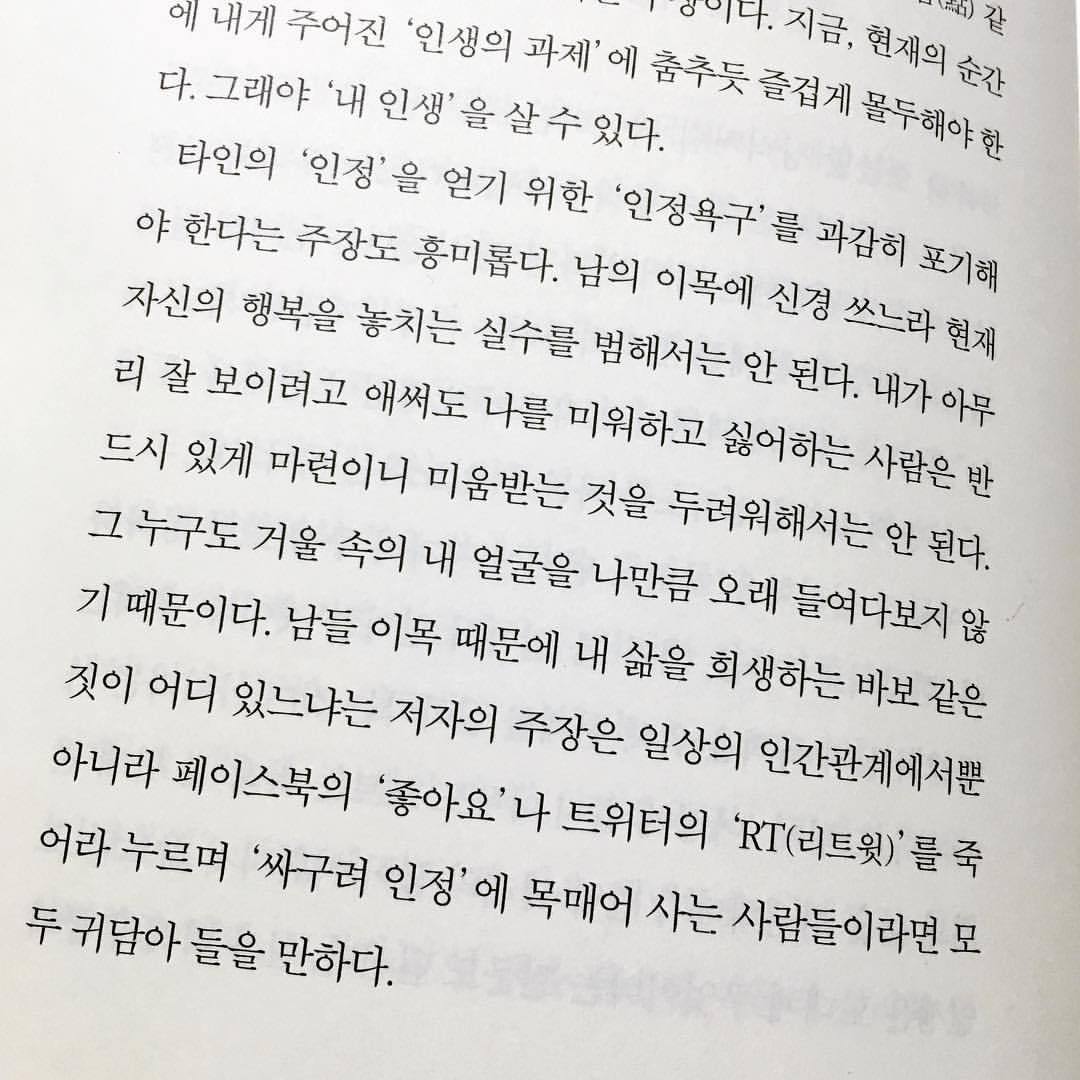 (點) 같
이다. 지금, 현재의 순간
에 내게 주어진 ‘인생의 과제’에 춤추듯 즐겁게 몰두해야 한
다. 그래야 ‘내 인생’을 살 수 있다.
타인의 ‘인정’을 얻기 위한 ‘인정욕구’를 과감히 포기해
야 한다는 주장도 흥미롭다. 남의 이목에 신경 쓰느라 현재
자신의 행복을 놓치는 실수를 범해서는 안 된다. 내가 아무
리 잘 보이려고 애써도 나를 미워하고 싫어하는 사람은 반
드시 있게 마련이니 미움받는 것을 두려워해서는 안 된다.
그 누구도 거울 속의 내 얼굴을 나만큼 오래 들여다보지 않
기 때문이다. 남들 이목 때문에 내 삶을 희생하는 바보 같은
짓이 어디 있느냐는 저자의 주장은 일상의 인간관계에서뿐
아니라 페이스북의 ‘좋아요’나 트위터의 ‘RT(리트윗)’를 죽
어라 누르며 ‘싸구려 인정’에 목매어 사는 사람들이라면 모
두 귀담아 들을 만하다.